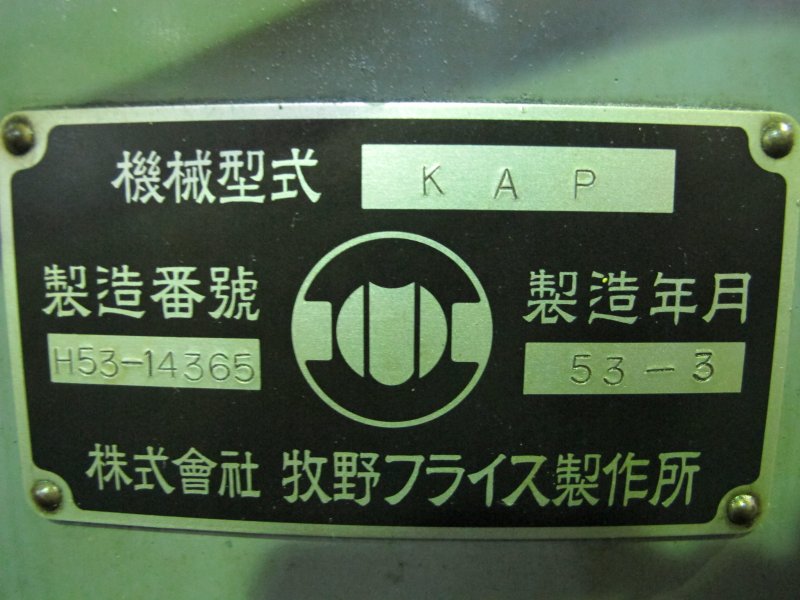 機械型式 KAP
製造番號 製造年月
H53-14365 53-3
株式會社 牧野フライス製作所